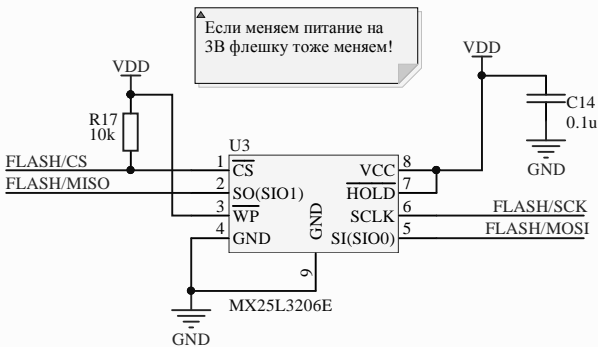 Если меняем питание на
3В флешку тоже меняем!
VDD
VDD
R17
10k
C14
0.1u
GND
U3
FLASH/CS
1
CS
VCC
8
FLASH/MISO
2
SO(SIO1)
HOLD
7
3
WP
SCLK
6
FLASH/SCK
4
GND
GND
SI(SIO0)
5
FLASH/MOSI
9
MX25L3206E
GND